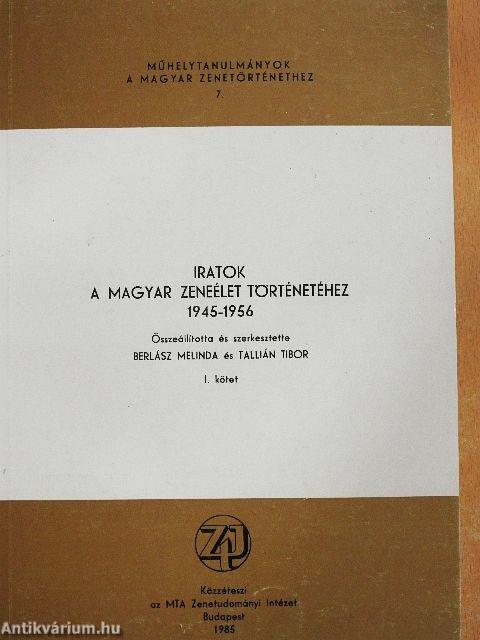 MŰHELYTANULMÁNYOK
A MAGYAR ZENETÖRTÉNETHEZ
7.
IRATOK
A MAGYAR ZENEÉLET TÖRTÉNETÉHEZ
1945-1956
Összeállította és szerkesztette
BERLÁSZ MELINDA és TALLIÁN TIBOR
I. kötet
ZTI
Közzéteszi
az MTA Zenetudományi Intézet
Budapest
1985
Antikvárium.hu